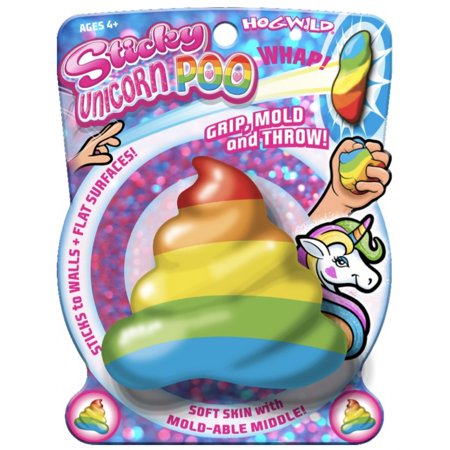 AGES 4+
HOGWILD®
Sticky
UNICORN POO
WHAP!
GRIP, MOLD
and THROW!
STICKS to WALLS + FLAT SURFACES!
SOFT SKIN with
MOLD-ABLE MIDDLE!